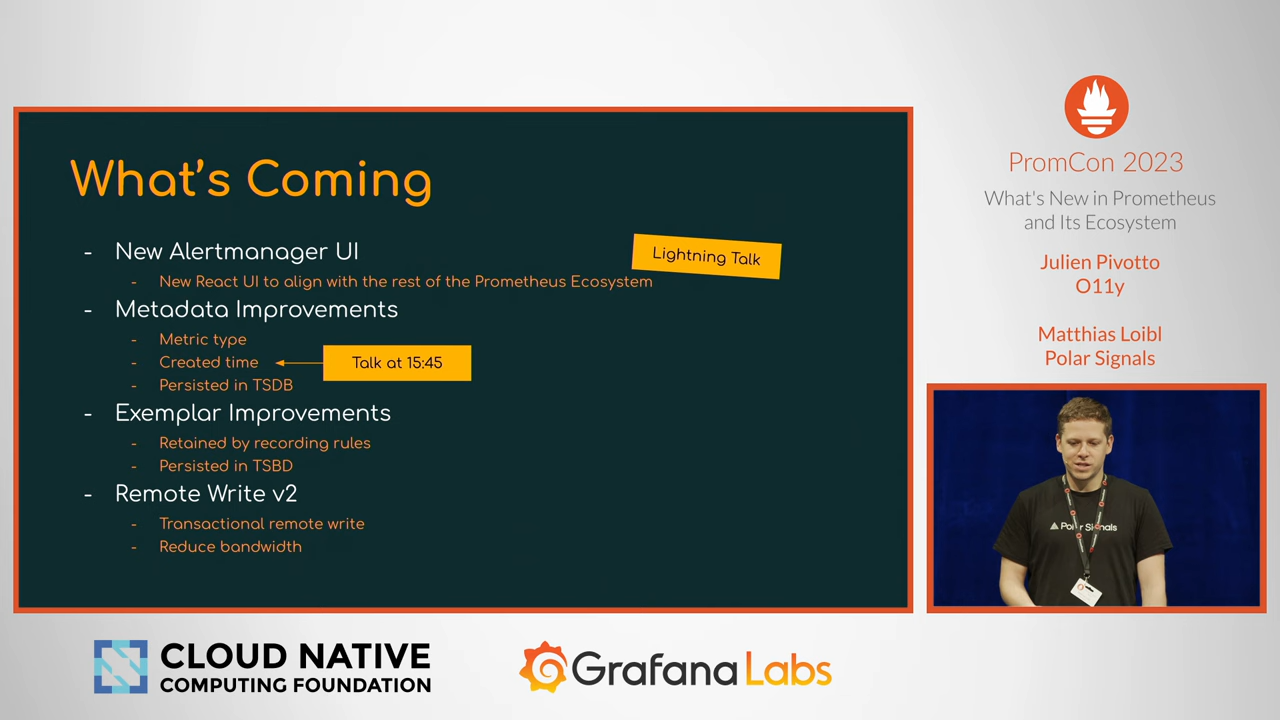 What's Coming
- New Alertmanager UI
Lightning Talk
- New React UI to align with the rest of the Prometheus Ecosystem
- Metadata Improvements
- Metric type
- Created time
Talk at 15:45
- Persisted in TSDB
- Exemplar Improvements
- Retained by recording rules
- Persisted in TSBD
- Remote Write v2
- Transactional remote write
- Reduce bandwidth
PromCon 2023
What's New in Prometheus
and Its Ecosystem
Julien Pivotto
O11y
Matthias Loibl
Polar Signals
Polar Signals
CLOUD NATIVE
COMPUTING FOUNDATION
Grafana Labs